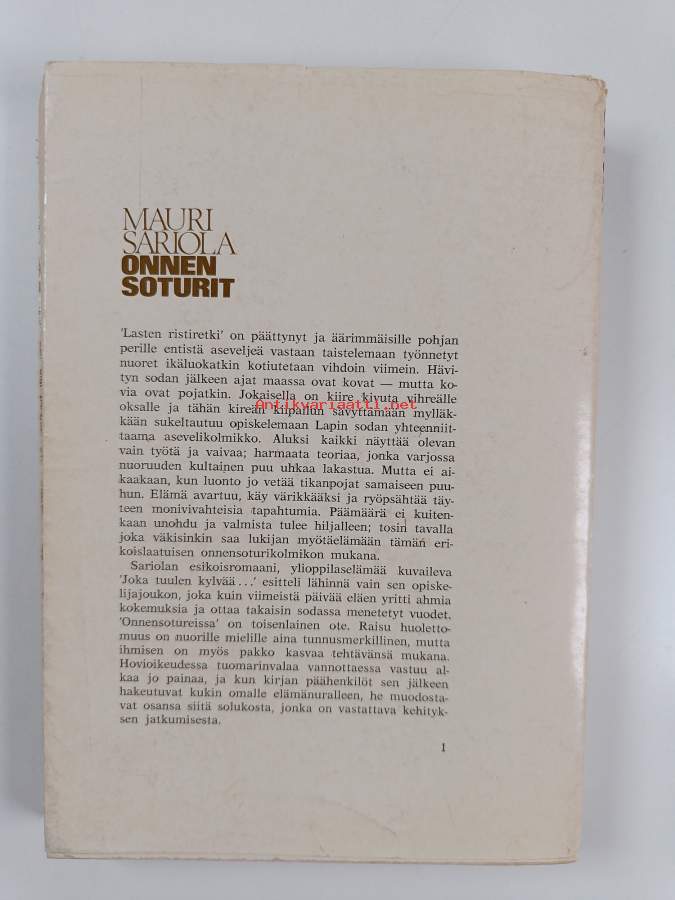 MAURI
SARIOLA
ONNEN
SOTURIT
'Lasten ristiretki' on päättynyt ja äärimmäisille pohjan
perille entistä aseveljeä vastaan taistelemaan työnnetyt
nuoret ikäluokatkin kotiutetaan vihdoin viimein. Hävi-
tyn sodan jälkeen ajat maassa ovat kovat — mutta ko-
via ovat pojatkin. Jokaisella on kiire kivuta vihreälle
oksalle ja tähän kireän kilpailun sävyttämään mylläk-
Antikvariaatti.net
kään sukeltautuu opiskelemaan Lapin sodan yhteenniit-
taama asevelikolmikko. Aluksi kaikki näyttää olevan
vain työtä ja vaivaa; harmaata teoriaa, jonka varjossa
nuoruuden kultainen puu uhkaa lakastua. Mutta ei ai-
kaakaan, kun luonto jo vetää tikanpojat samaiseen puu-
hun. Elämä avartuu, käy värikkääksi ja ryöpsähtää täy-
teen monivivahteisia tapahtumia. Päämäärä ei kuiten-
kaan unohdu ja valmista tulee hiljalleen; tosin tavalla
joka väkisinkin saa lukijan myötäelämään tämän eri-
koislaatuisen onnensoturikolmikon mukana.
Sariolan esikoisromaani, ylioppilaselämää kuvaileva
'Joka tuulen kylvää ...' esitteli lähinnä vain sen opiske-
lijajoukon, joka kuin viimeistä päivää eläen yritti ahmia
kokemuksia ja ottaa takaisin sodassa menetetyt vuodet.
'Onnensotureissa' on toisenlainen ote. Raisu huoletto-
muus on nuorille mielille aina tunnusmerkillinen, mutta
ihmisen on myös pakko kasvaa tehtävänsä mukana.
Hovioikeudessa tuomarinvalaa vannottaessa vastuu al-
kaa jo painaa, ja kun kirjan päähenkilöt sen jälkeen
hakeutuvat kukin omalle elämänuralleen, he muodosta-
vat osansa siitä solukosta, jonka on vastattava kehityk-
sen jatkumisesta.
I